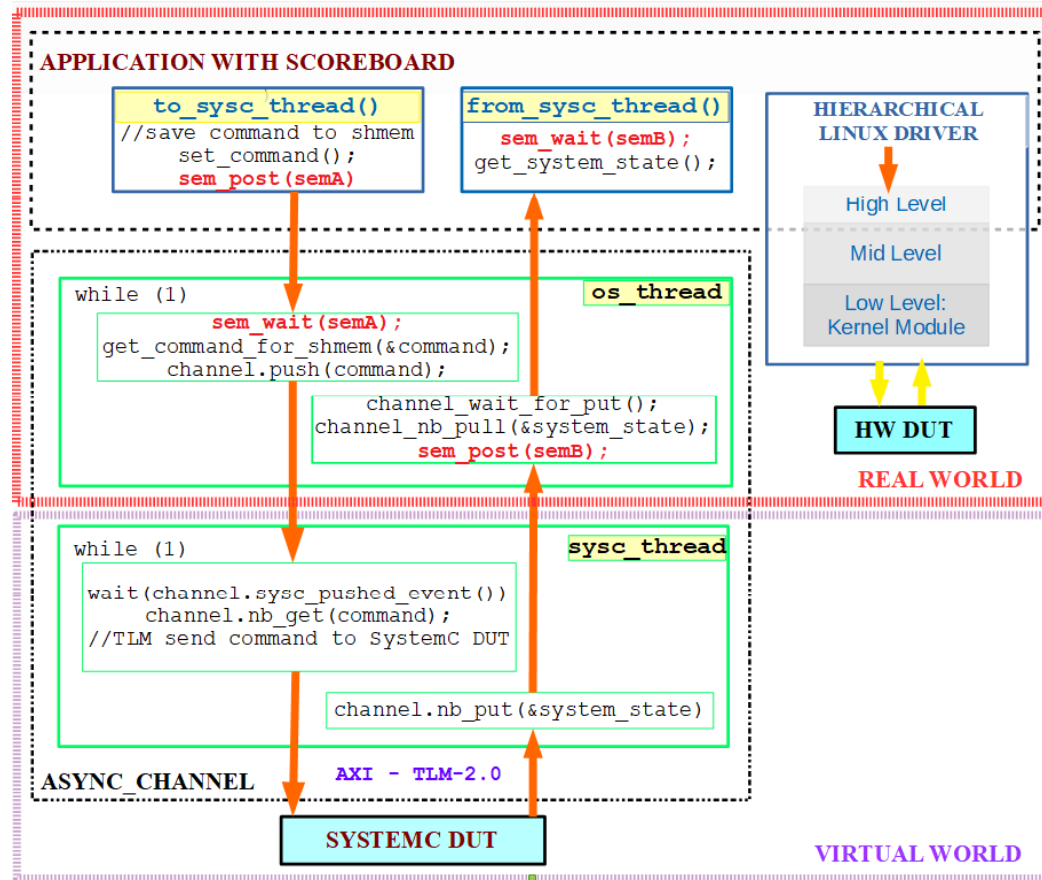 APPLICATION WITH SCOREBOARD
to_sysc_thread()
//save command to shmem
set_command();
sem_post(semA)
from_sysc_thread()
sem_wait(semB);
get_system_state();
HIERARCHICAL
LINUX DRIVER
High Level
Mid Level
Low Level:
Kernel Module
HW DUT
REAL WORLD
while (1)
os_thread
sem_wait(semA);
get_command_for_shmem(&command);
channel.push(command);
channel_wait_for_put();
channel_nb_pull(&system_state);
sem_post(semB);
while (1)
sysc_thread
wait(channel.sysc_pushed_event())
channel.nb_get(command);
//TLM send command to SystemC DUT
channel.nb_put(&system_state)
ASYNC_CHANNEL
AXI - TLM-2.0
SYSTEMC DUT
VIRTUAL WORLD